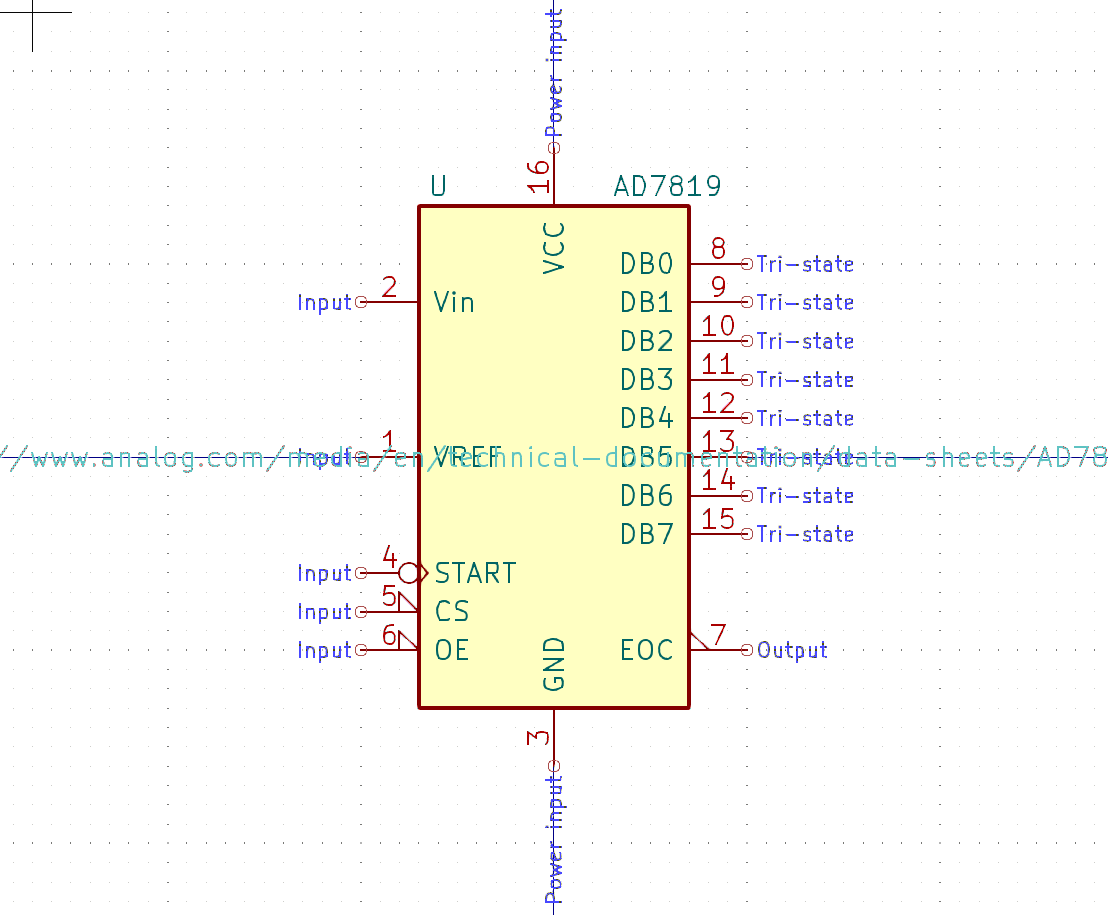 Power input
16
U AD7819
VCC
DB0 8 Tri-state
Input 2 Vin DB1 9 Tri-state
DB2 10 Tri-state
DB3 11 Tri-state
DB4 12 Tri-state
Input 1 VREF DB5 13 Tri-state
//www.analog.com/media/en/technical-documentation/data-sheets/AD78
DB6 14 Tri-state
DB7 15 Tri-state
Input 4 START
Input 5 CS
Input 6 OE EOC 7 Output
GND
3
Power input